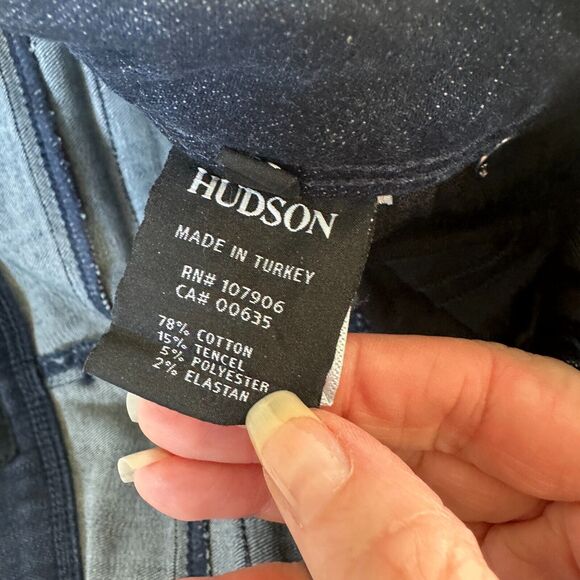 HUDSON
MADE IN TURKEY
RN# 107906
CA# 00635
78% COTTON
15% TENCEL
5% POLYESTER
2% ELASTAN